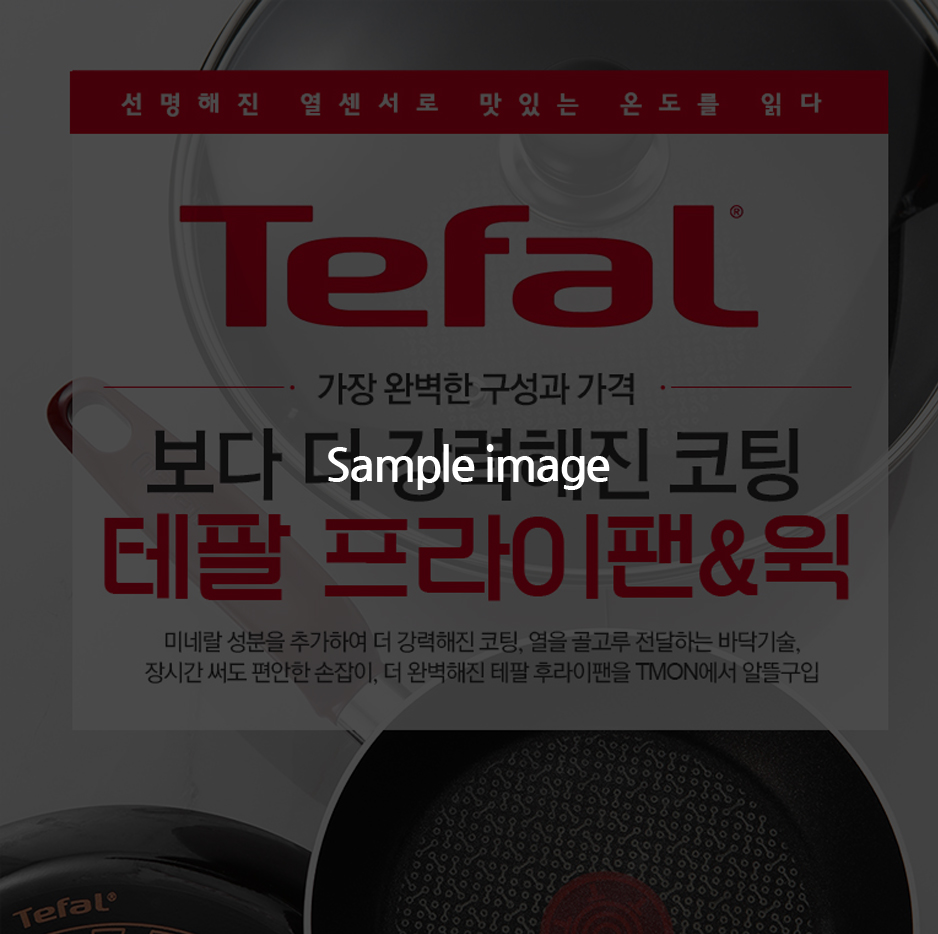 선명해진 열센서로 맛있는 온도를 읽다
Tefal®
가장 완벽한 구성과 가격
보다 더 강력해진 코팅
Sample image
테팔 프라이팬&윅
미네랄 성분을 추가하여 더 강력해진 코팅, 열을 골고루 전달하는 바닥기술,
장시간 써도 편안한 손잡이, 더 완벽해진 테팔 후라이팬을 TMON에서 알뜰구입
Tefal®